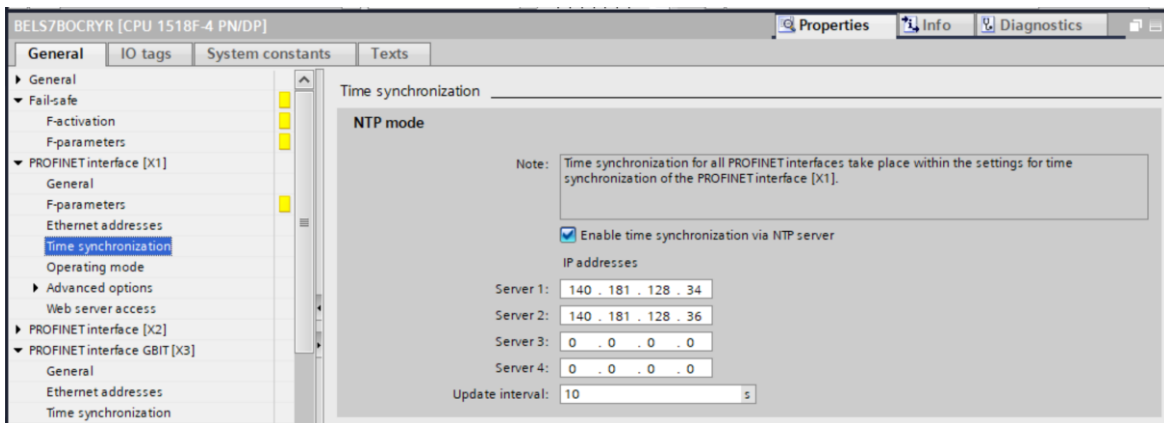 BELS7BOCRYR [CPU 1518F-4 PN/DP]
Properties
Info
Diagnostics
General
IO tags
System constants
Texts
General
Fail-safe
F-activation
F-parameters
PROFINET interface [X1]
General
F-parameters
Ethernet addresses
Time synchronization
Operating mode
Advanced options
Web server access
PROFINET interface [X2]
PROFINET interface GBIT [X3]
General
Ethernet addresses
Time synchronization
Time synchronization
NTP mode
Note: Time synchronization for all PROFINET interfaces take place within the settings for time
synchronization of the PROFINET interface [X1].
Enable time synchronization via NTP server
IP addresses
Server 1: 140 . 181 . 128 . 34
Server 2: 140 . 181 . 128 . 36
Server 3: 0 . 0 . 0 . 0
Server 4: 0 . 0 . 0 . 0
Update interval: 10 s